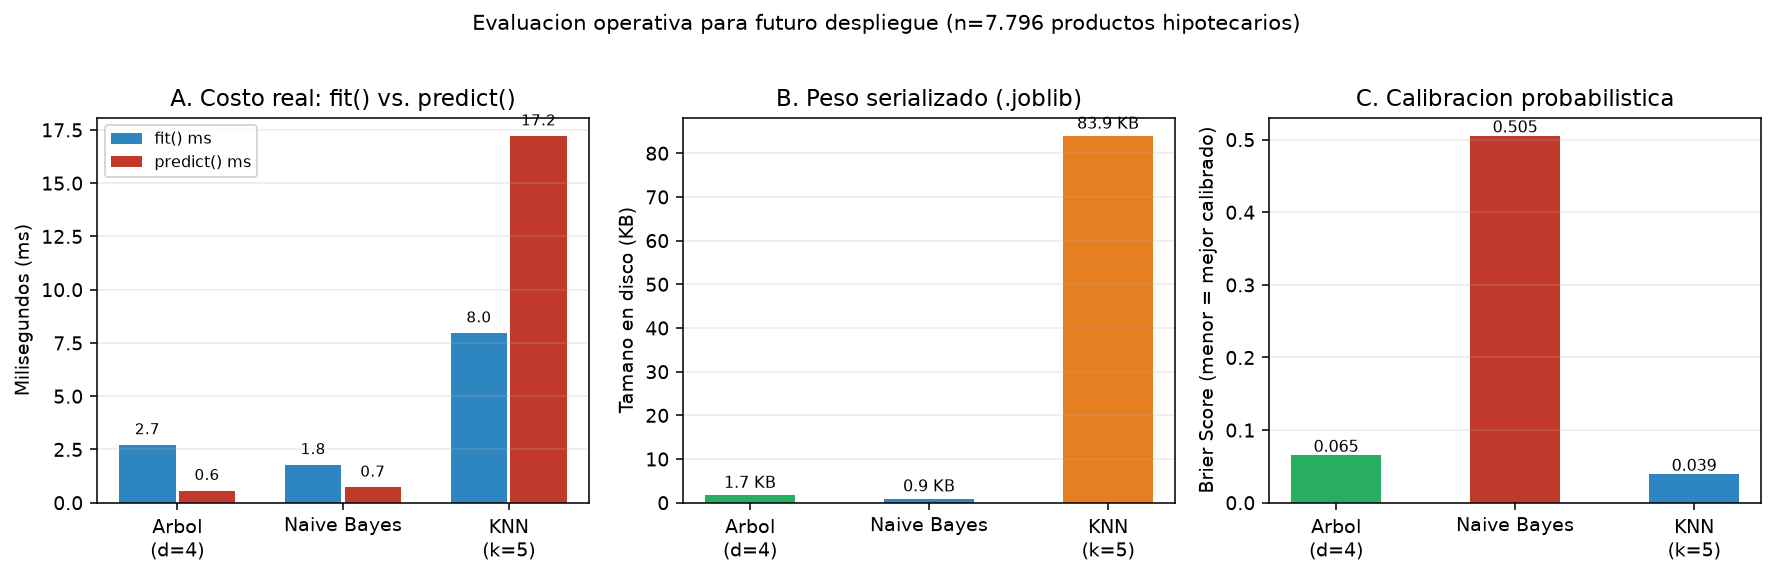 Evaluacion operativa para futuro despliegue (n=7.796 productos hipotecarios)
A. Costo real: fit() vs. predict()
fit() ms
predict() ms
Milisegundos (ms)
17.5
15.0
12.5
10.0
7.5
5.0
2.5
0.0
2.7
0.6
1.8
0.7
8.0
17.2
Arbol
(d=4)
Naive Bayes
KNN
(k=5)
B. Peso serializado (.joblib)
Tamano en disco (KB)
80
70
60
50
40
30
20
10
0
1.7 KB
0.9 KB
83.9 KB
Arbol
(d=4)
Naive Bayes
KNN
(k=5)
C. Calibracion probabilistica
Brier Score (menor = mejor calibrado)
0.5
0.4
0.3
0.2
0.1
0.0
0.065
0.505
0.039
Arbol
(d=4)
Naive Bayes
KNN
(k=5)